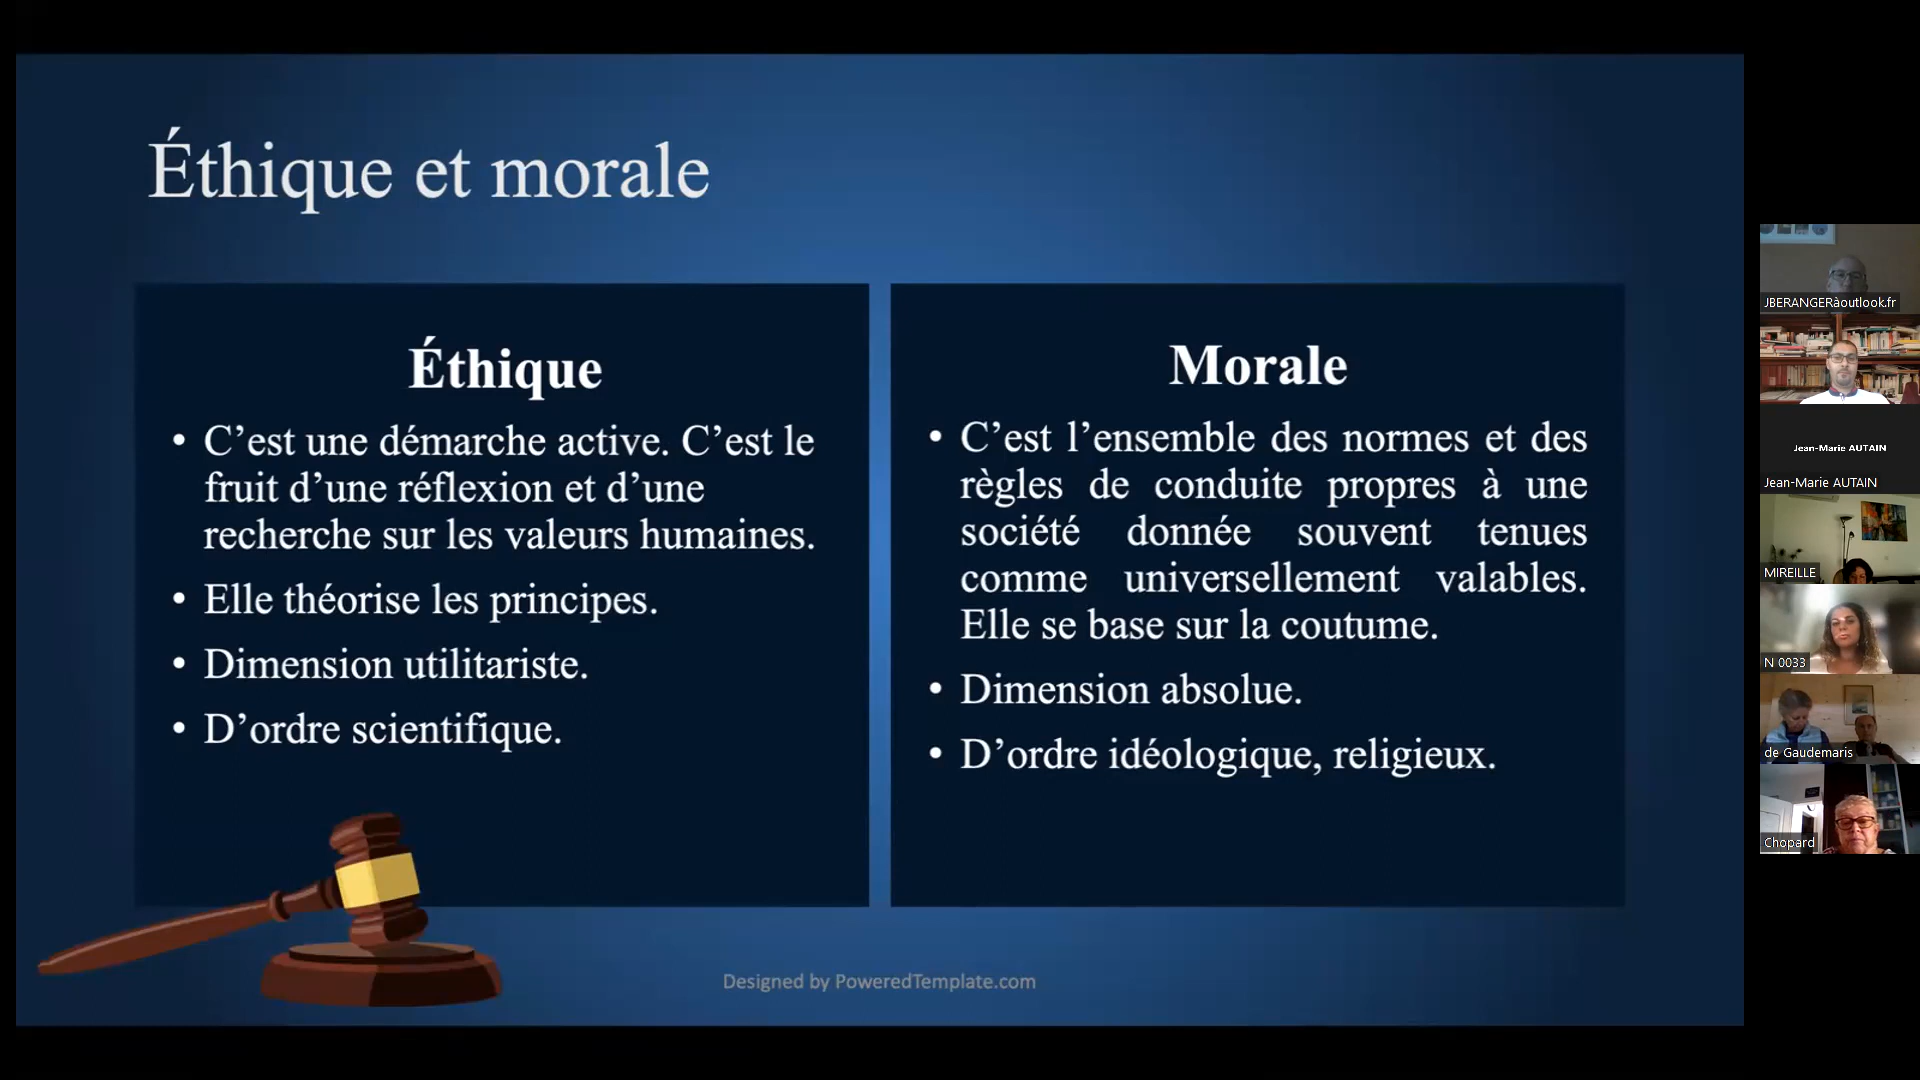 Éthique et morale
Éthique
• C’est une démarche active. C’est le
fruit d’une réflexion et d’une
recherche sur les valeurs humaines.
• Elle théorise les principes.
• Dimension utilitariste.
• D’ordre scientifique.
Morale
• C’est l’ensemble des normes et des
règles de conduite propres à une
société donnée souvent tenues
comme universellement valables.
Elle se base sur la coutume.
• Dimension absolue.
• D’ordre idéologique, religieux.
Designed by PoweredTemplate.com
JBERANGERàoutlook.fr
Jean-Marie AUTAIN
Jean-Marie AUTAIN
MIREILLE
N 0033
de Gaudemaris
Chopard